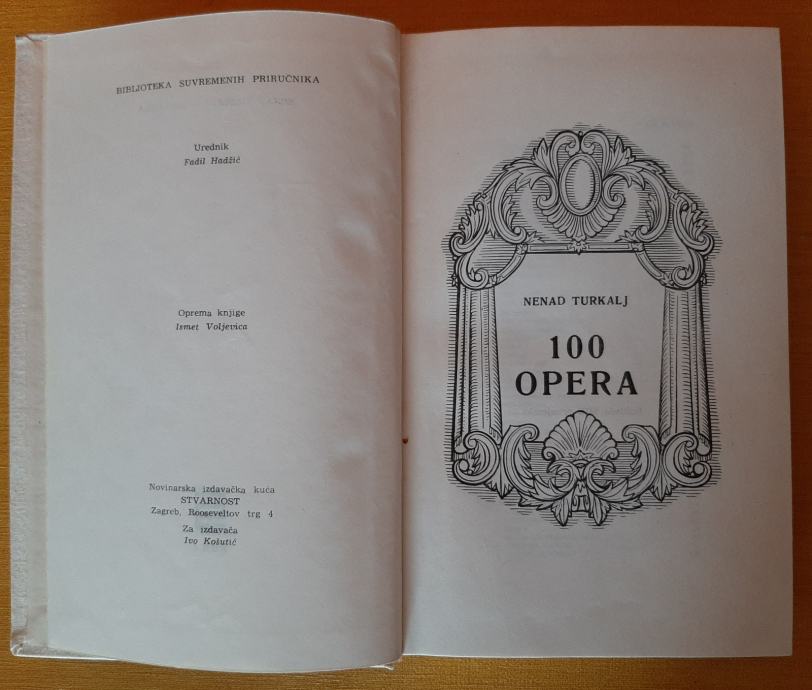 BIBLJOTEKA SUVREMENIH PRIRUČNIKA
Urednik
Fadil Hadžić
Oprema knjige
Ismet Voljevica
Novinarska izdavačka kuća
STVARNOST
Zagreb, Rooseveltov trg 4
Za izdavača
Ivo Košutić
NENAD TURKALJ
100
OPERA